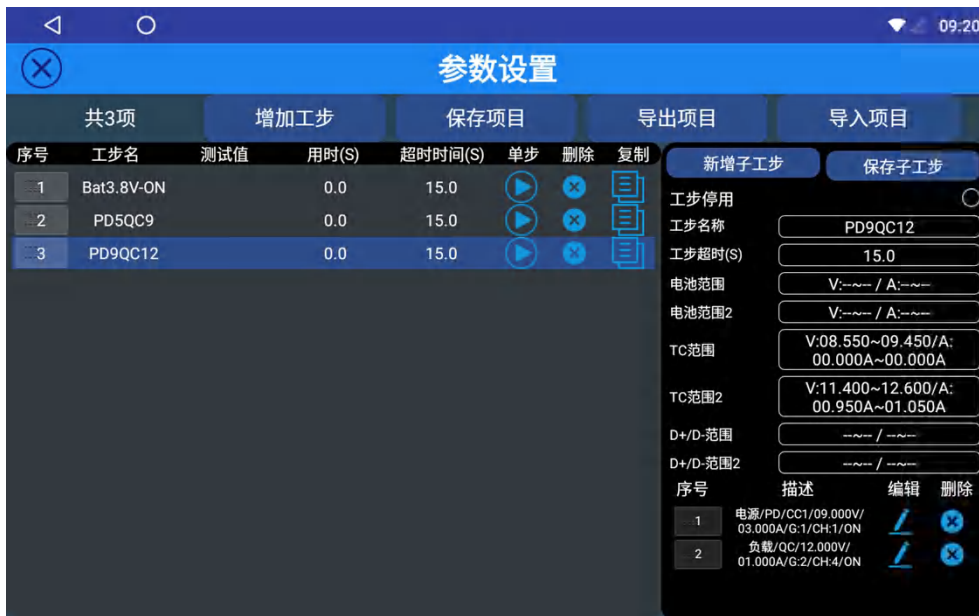 09:20
参数设置
共3项 增加工步 保存项目 导出项目 导入项目
序号 工步名 测试值 用时(S) 超时时间(S) 单步 删除 复制
1 Bat3.8V-ON 0.0 15.0
2 PD5QC9 0.0 15.0
3 PD9QC12 0.0 15.0
新增子工步 保存子工步
工步停用
工步名称 PD9QC12
工步超时(S) 15.0
电池范围 V:--~-- / A:--~--
电池范围2 V:--~-- / A:--~--
TC范围 V:08.550~09.450/A:
00.000A~00.000A
TC范围2 V:11.400~12.600/A:
00.950A~01.050A
D+/D-范围 --~-- / --~--
D+/D-范围2 --~-- / --~--
序号 描述 编辑 删除
1 电源/PD/CC1/09.000V/
03.000A/G:1/CH:1/ON
2 负载/QC/12.000V/
01.000A/G:2/CH:4/ON